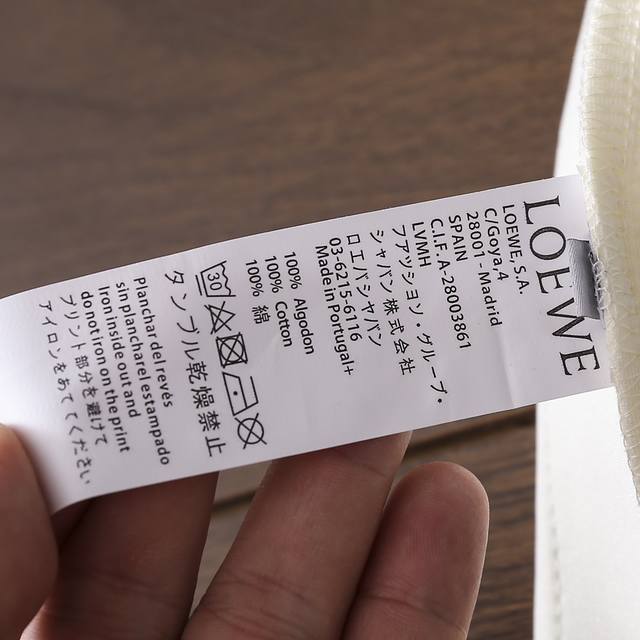 LOEWE
LOEWE, S.A.
C/Goya,4
28001 - Madrid
SPAIN
C.I.F. A-28003861
LVMH
フアツシヨン・グループ・
ジャパン株式会社
ロエベジャパン
03-6215-6116
Made in Portugal+
100% Algodon
100% Cotton
100% 綿
30
タンブル乾燥禁止
Planchar del revés
sin planchar el estampado
Iron inside out and
do not iron on the print
プリント部分を避けて
アイロンをあててください